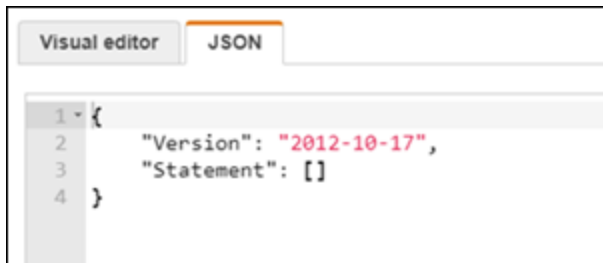 Visual editor JSON
1 {
2 "Version": "2012-10-17",
3 "Statement": []
4 }